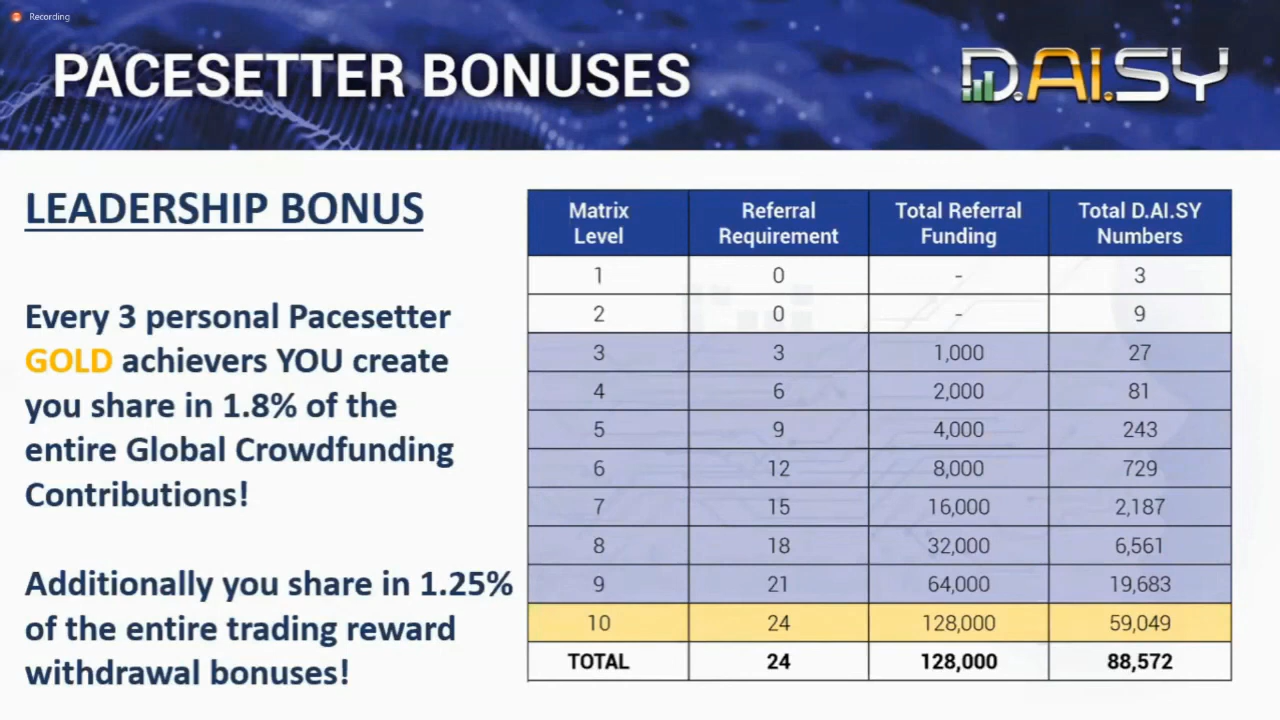 Recording
PACESETTER BONUSES
D.AI.SY
LEADERSHIP BONUS
Every 3 personal Pacesetter
GOLD achievers YOU create
you share in 1.8% of the
entire Global Crowdfunding
Contributions!
Additionally you share in 1.25%
of the entire trading reward
withdrawal bonuses!
Matrix Level | Referral Requirement | Total Referral Funding | Total D.AI.SY Numbers
1 | 0 | - | 3
2 | 0 | - | 9
3 | 3 | 1,000 | 27
4 | 6 | 2,000 | 81
5 | 9 | 4,000 | 243
6 | 12 | 8,000 | 729
7 | 15 | 16,000 | 2,187
8 | 18 | 32,000 | 6,561
9 | 21 | 64,000 | 19,683
10 | 24 | 128,000 | 59,049
TOTAL | 24 | 128,000 | 88,572